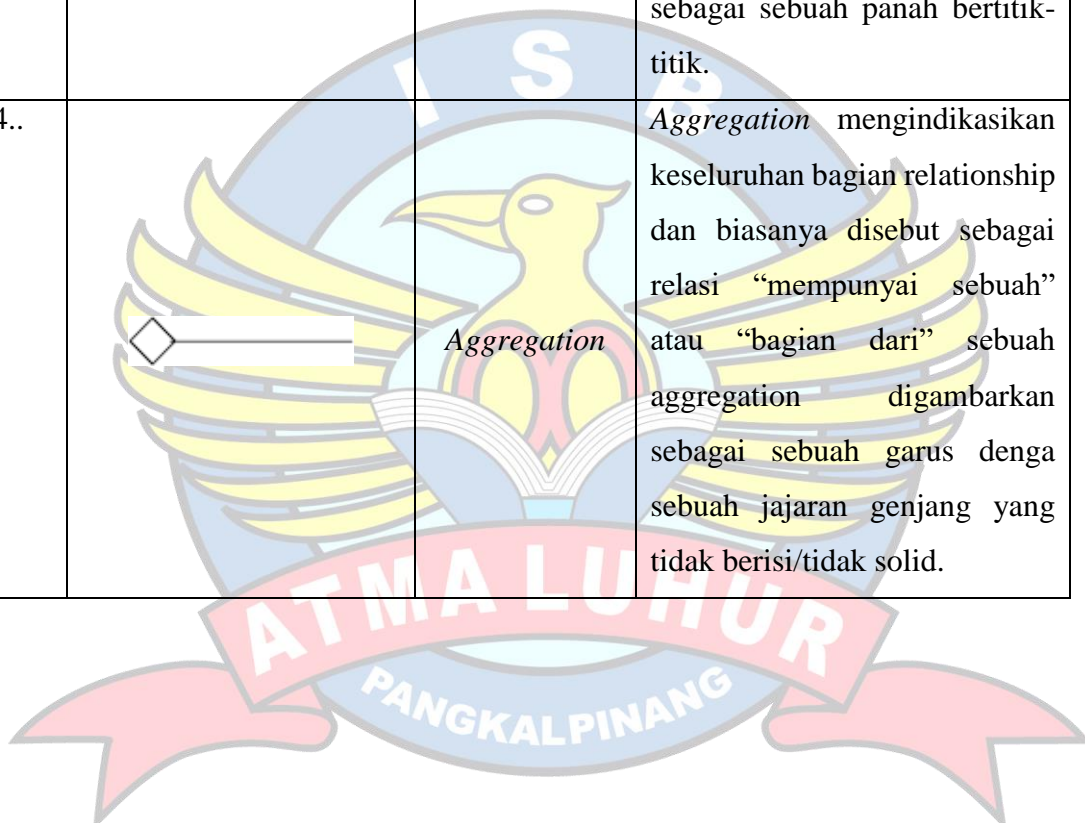 sebagai sebuah panah bertitik-
titik.
4..
Aggregation
Aggregation mengindikasikan
keseluruhan bagian relationship
dan biasanya disebut sebagai
relasi “mempunyai sebuah”
atau “bagian dari” sebuah
aggregation digambarkan
sebagai sebuah garus denga
sebuah jajaran genjang yang
tidak berisi/tidak solid.
I S B
ATMA LUHUR
PANGKALPINANG